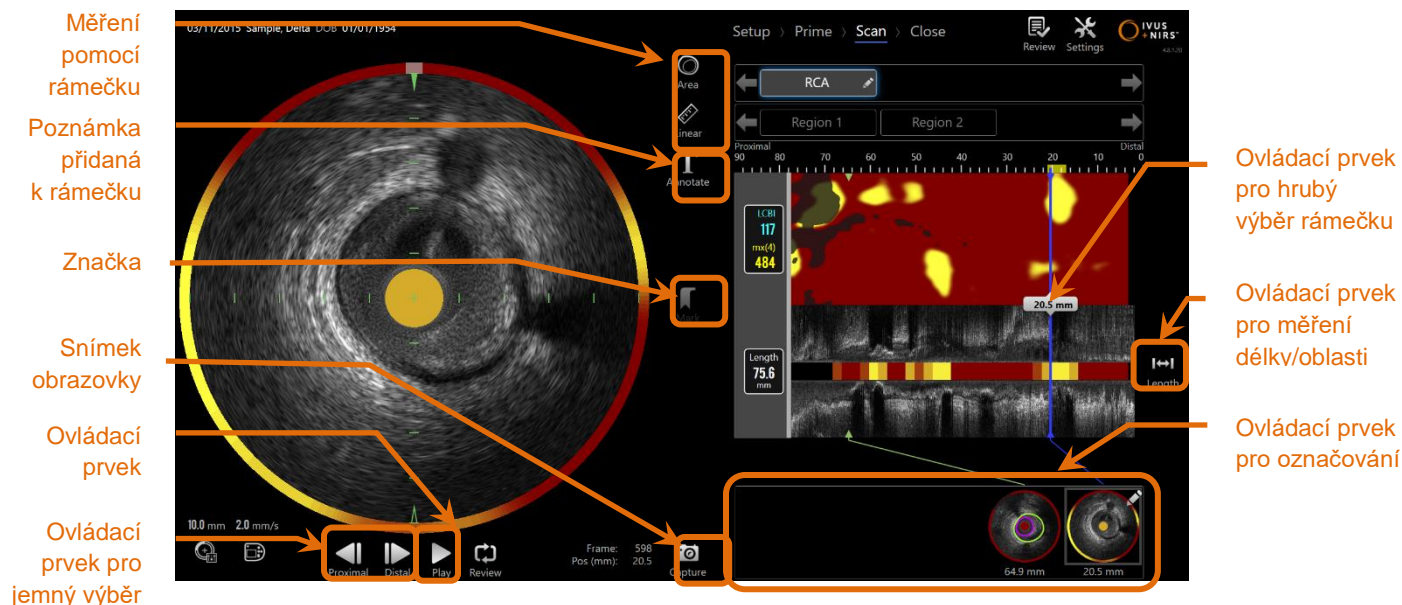 Měření
pomocí
rámečku
Poznámka
přidaná
k rámečku
Značka
Snímek
obrazovky
Ovládací
prvek
Ovládací
prvek pro
jemný výběr
03/11/2015 Sample, Delta DOB 01/01/1954
Setup > Prime > Scan > Close
Review
Settings
IVUS
+NIRS
Area
Linear
Annotate
Mark
RCA
Region 1
Region 2
Proximal
Distal
90 80 70 60 50 40 30 20 10 0
LCBI
117
mx(4)
484
20.5 mm
Length
75.6
mm
Length
10.0 mm 2.0 mm/s
Proximal
Distal
Play
Review
Frame: 598
Pos (mm): 20.5
Capture
64.9 mm
20.5 mm
Ovládací prvek
pro hrubý
výběr rámečku
Ovládací prvek
pro měření
délky/oblasti
Ovládací prvek
pro označování